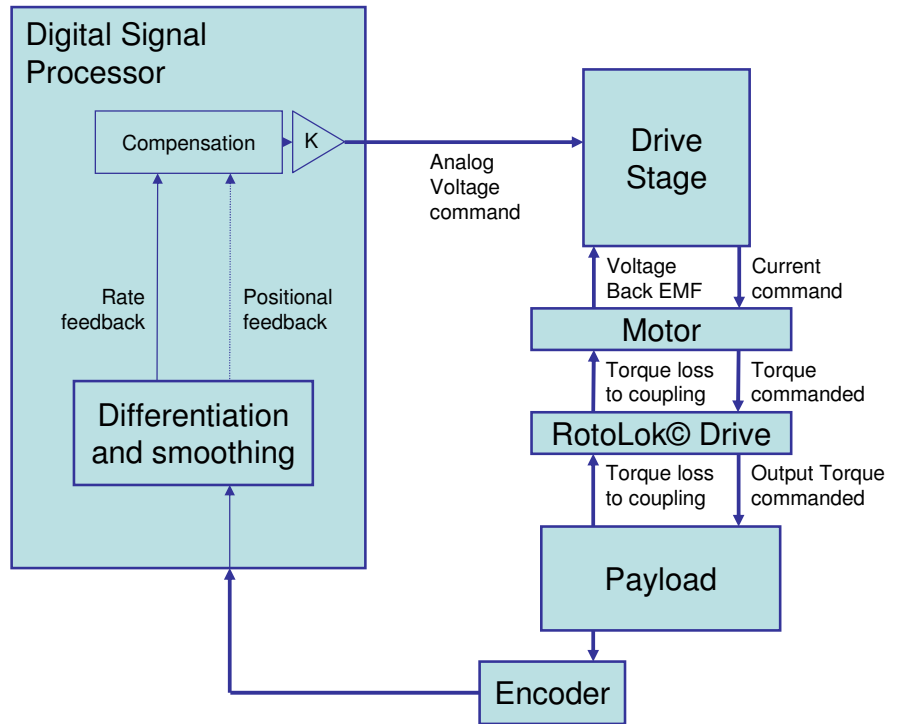 Digital Signal
Processor
Compensation
K
Analog
Voltage
command
Drive
Stage
Rate
feedback
Positional
feedback
Voltage
Back EMF
Current
command
Motor
Torque loss
to coupling
Torque
commanded
RotoLok© Drive
Torque loss
to coupling
Output Torque
commanded
Differentiation
and smoothing
Payload
Encoder